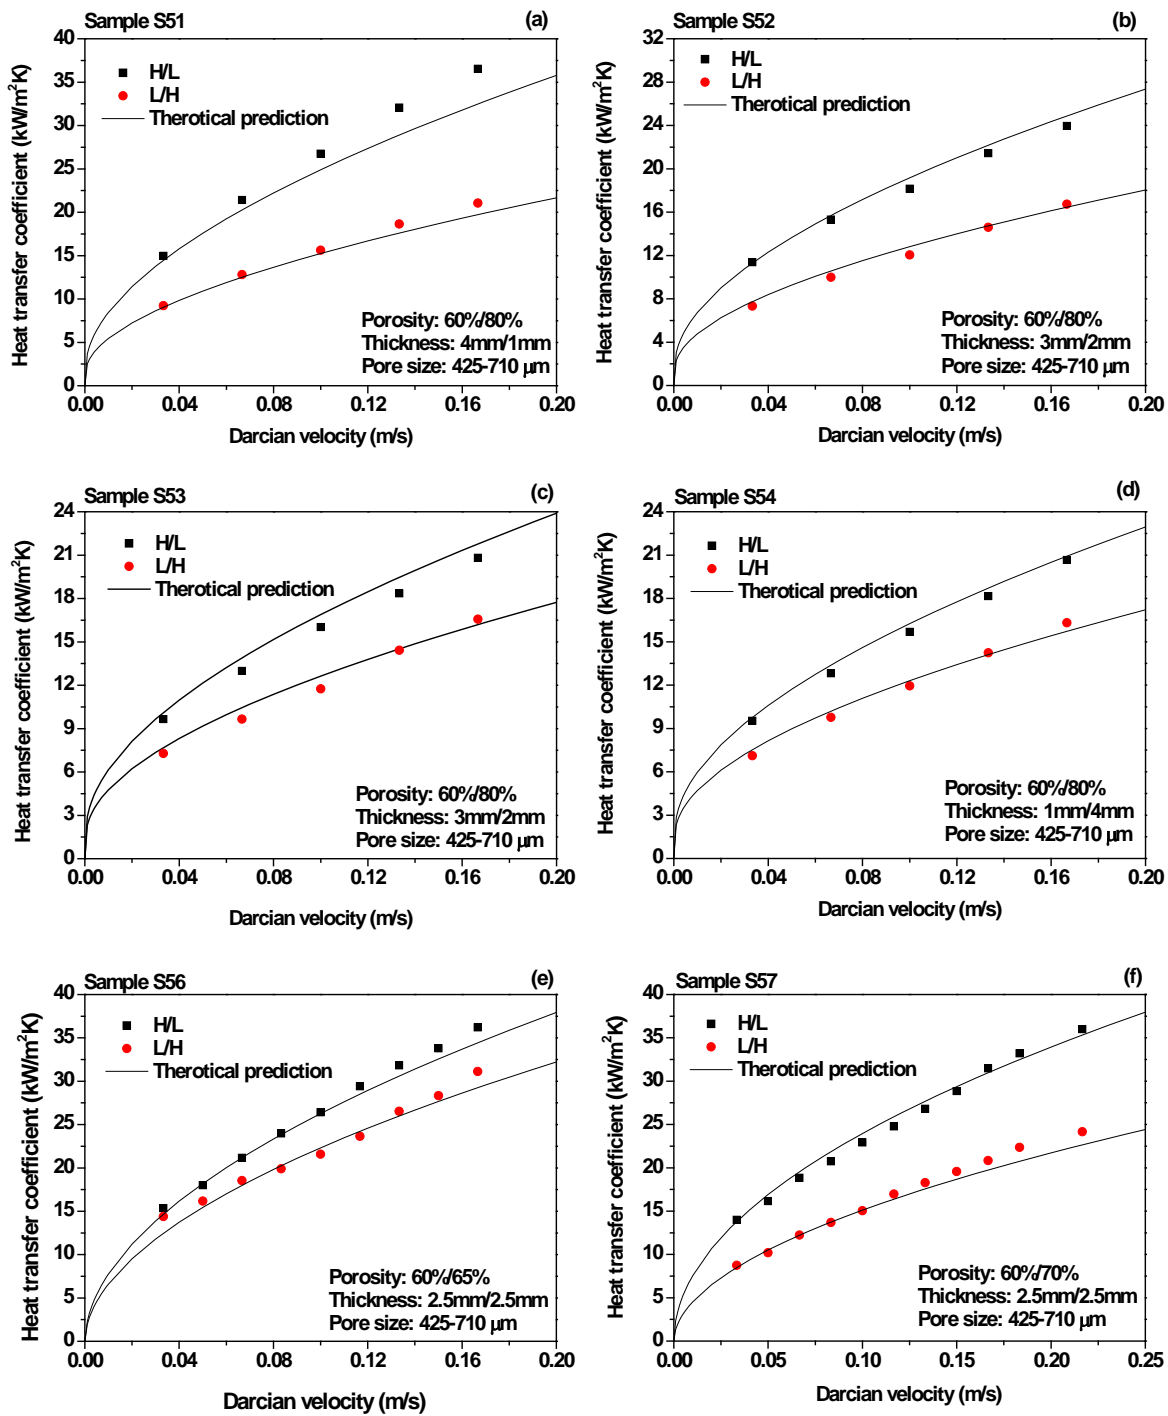 Sample S51 (a)
40
35
30
25
20
15
10
5
0
H/L
L/H
Therotical prediction
Porosity: 60%/80%
Thickness: 4mm/1mm
Pore size: 425-710 μm
0.00 0.04 0.08 0.12 0.16 0.20
Heat transfer coefficient (kW/m²K)
Darcian velocity (m/s)
Sample S52 (b)
32
28
24
20
16
12
8
4
0
H/L
L/H
Therotical prediction
Porosity: 60%/80%
Thickness: 3mm/2mm
Pore size: 425-710 μm
0.00 0.04 0.08 0.12 0.16 0.20
Heat transfer coefficient (kW/m²K)
Darcian velocity (m/s)
Sample S53 (c)
24
21
18
15
12
9
6
3
0
H/L
L/H
Therotical prediction
Porosity: 60%/80%
Thickness: 3mm/2mm
Pore size: 425-710 μm
0.00 0.04 0.08 0.12 0.16 0.20
Heat transfer coefficient (kW/m²K)
Darcian velocity (m/s)
Sample S54 (d)
24
21
18
15
12
9
6
3
0
H/L
L/H
Therotical prediction
Porosity: 60%/80%
Thickness: 1mm/4mm
Pore size: 425-710 μm
0.00 0.04 0.08 0.12 0.16 0.20
Heat transfer coefficient (kW/m²K)
Darcian velocity (m/s)
Sample S56 (e)
40
35
30
25
20
15
10
5
0
H/L
L/H
Therotical prediction
Porosity: 60%/65%
Thickness: 2.5mm/2.5mm
Pore size: 425-710 μm
0.00 0.04 0.08 0.12 0.16 0.20
Heat transfer coefficient (kW/m²K)
Darcian velocity (m/s)
Sample S57 (f)
40
35
30
25
20
15
10
5
0
H/L
L/H
Therotical prediction
Porosity: 60%/70%
Thickness: 2.5mm/2.5mm
Pore size: 425-710 μm
0.00 0.05 0.10 0.15 0.20 0.25
Heat transfer coefficient (kW/m²K)
Darcian velocity (m/s)